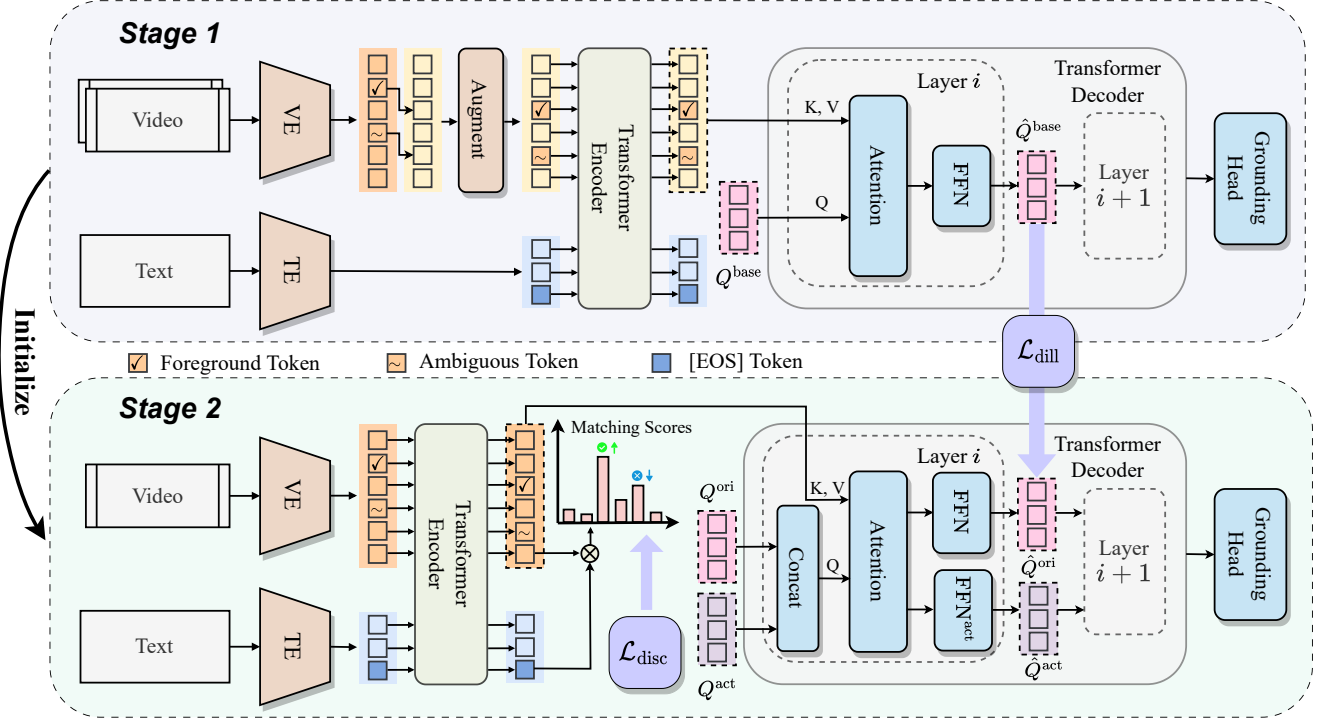 Stage 1
Video
VE
Augment
Transformer
Encoder
K, V
Q
Q^base
Layer i
Attention
FFN
Q̂^base
Transformer
Decoder
Layer
i + 1
Grounding
Head
Text
TE
Initialize
Foreground Token
Ambiguous Token
[EOS] Token
ℒ_dill
Stage 2
Video
VE
Transformer
Encoder
Matching Scores
ℒ_disc
Text
TE
Q^ori
Q^act
Concat
K, V
Q
Layer i
Attention
FFN
FFN^act
Q̂^ori
Q̂^act
Transformer
Decoder
Layer
i + 1
Grounding
Head